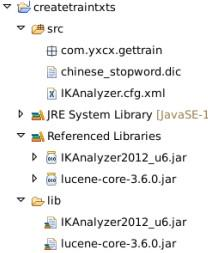 createtraintxts
src
com.yxcx.gettrain
chinese_stopword.dic
IKAnalyzer.cfg.xml
JRE System Library [JavaSE-1
Referenced Libraries
IKAnalyzer2012_u6.jar
lucene-core-3.6.0.jar
lib
IKAnalyzer2012_u6.jar
lucene-core-3.6.0.jar